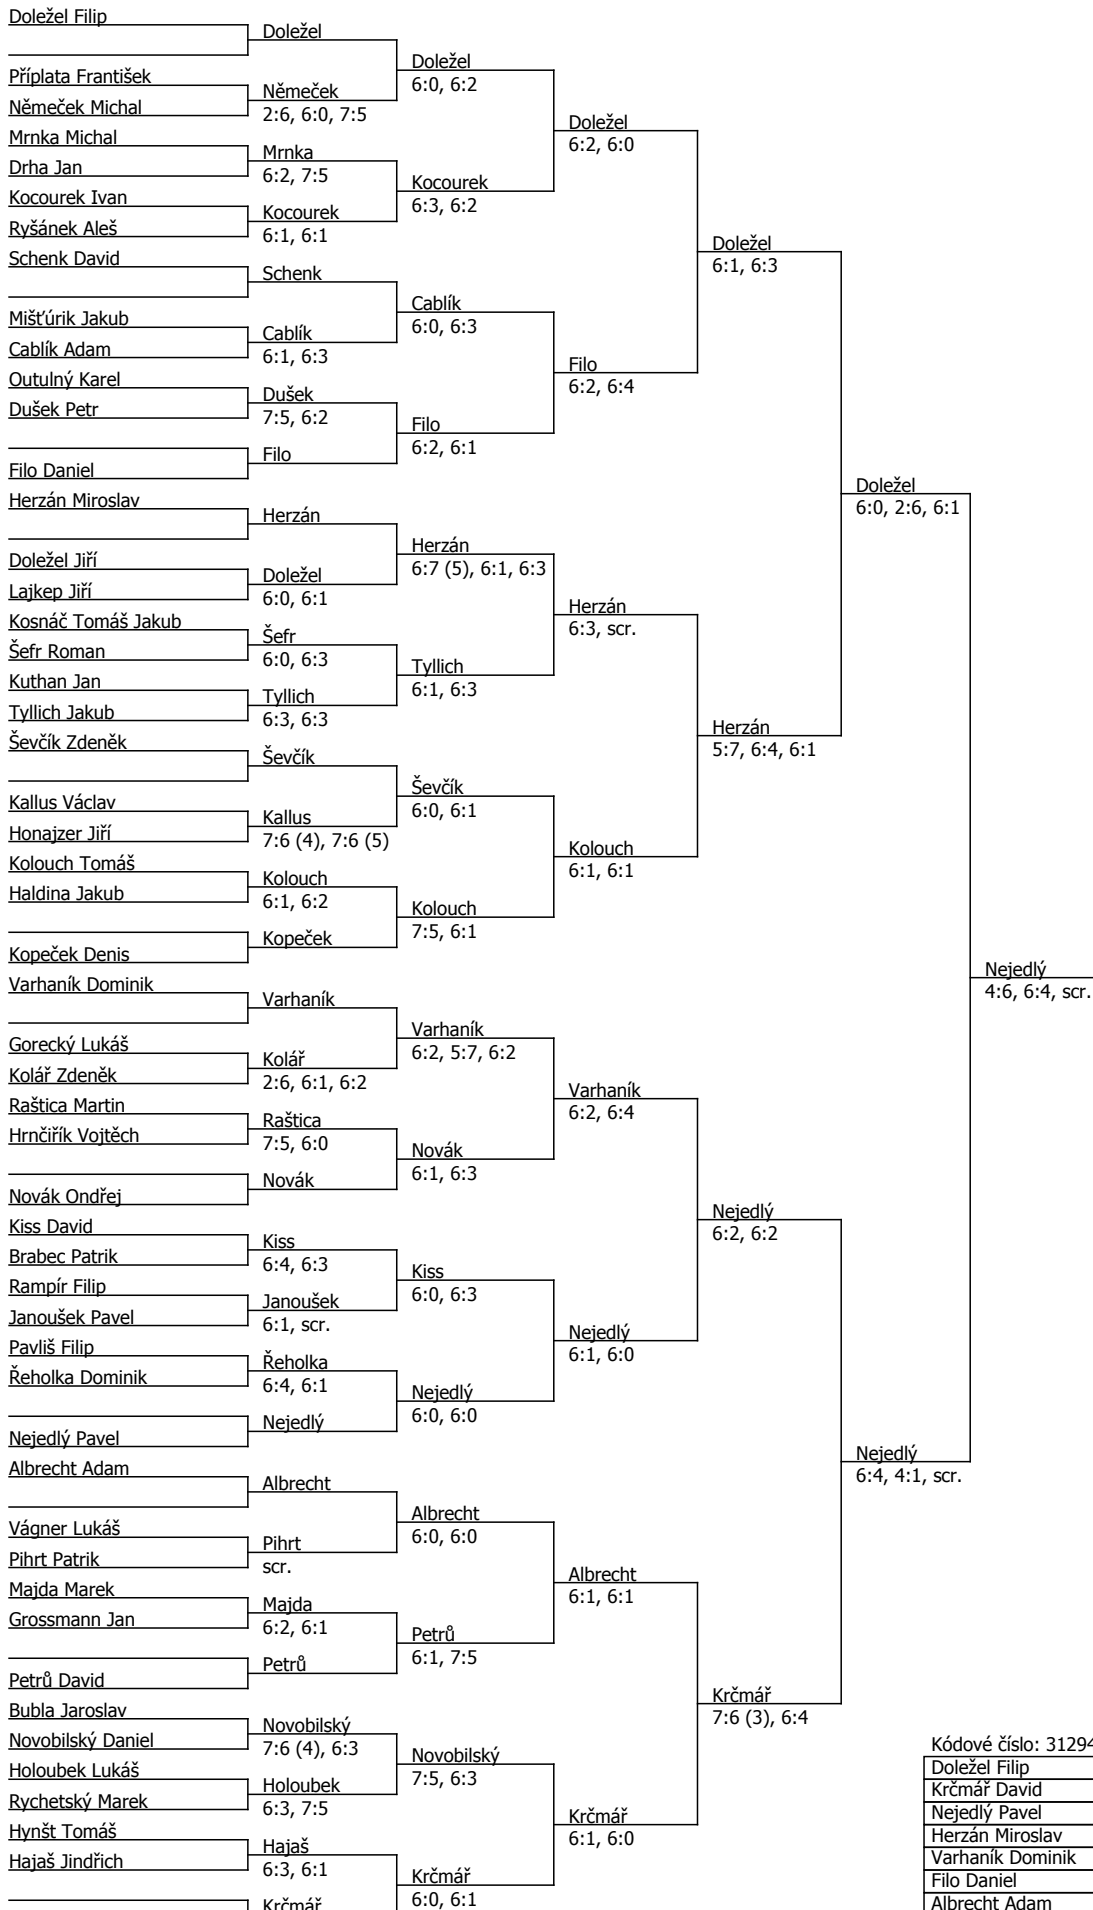 Doležel Filip
Příplata František
Němeček Michal
Mrnka Michal
Drha Jan
Kocourek Ivan
Ryšánek Aleš
Schenk David
Mišťúrik Jakub
Cablík Adam
Outulný Karel
Dušek Petr
Filo Daniel
Herzán Miroslav
Doležel Jiří
Lajkep Jiří
Kosnáč Tomáš Jakub
Šefr Roman
Kuthan Jan
Tyllich Jakub
Ševčík Zdeněk
Kallus Václav
Honajzer Jiří
Kolouch Tomáš
Haldina Jakub
Kopeček Denis
Varhaník Dominik
Gorecký Lukáš
Kolář Zdeněk
Raštica Martin
Hrnčiřík Vojtěch
Novák Ondřej
Kiss David
Brabec Patrik
Rampír Filip
Janoušek Pavel
Pavliš Filip
Řeholka Dominik
Nejedlý Pavel
Albrecht Adam
Vágner Lukáš
Pihrt Patrik
Majda Marek
Grossmann Jan
Petrů David
Bubla Jaroslav
Novobilský Daniel
Holoubek Lukáš
Rychetský Marek
Hynšt Tomáš
Hajaš Jindřich
Doležel
Němeček
2:6, 6:0, 7:5
Mrnka
6:2, 7:5
Kocourek
6:1, 6:1
Schenk
Cablík
6:1, 6:3
Dušek
7:5, 6:2
Filo
Herzán
Doležel
6:0, 6:1
Šefr
6:0, 6:3
Tyllich
6:3, 6:3
Ševčík
Kallus
7:6 (4), 7:6 (5)
Kolouch
6:1, 6:2
Kopeček
Varhaník
Kolář
2:6, 6:1, 6:2
Raštica
7:5, 6:0
Novák
Kiss
6:4, 6:3
Janoušek
6:1, scr.
Řeholka
6:4, 6:1
Nejedlý
Albrecht
Pihrt
scr.
Majda
6:2, 6:1
Petrů
Novobilský
7:6 (4), 6:3
Holoubek
6:3, 7:5
Hajaš
6:3, 6:1
Krčmář
Doležel
6:0, 6:2
Kocourek
6:3, 6:2
Cablík
6:0, 6:3
Filo
6:2, 6:1
Herzán
6:7 (5), 6:1, 6:3
Tyllich
6:1, 6:3
Ševčík
6:0, 6:1
Kolouch
7:5, 6:1
Varhaník
6:2, 5:7, 6:2
Novák
6:1, 6:3
Kiss
6:0, 6:3
Nejedlý
6:0, 6:0
Albrecht
6:0, 6:0
Petrů
6:1, 7:5
Novobilský
7:5, 6:3
Krčmář
6:0, 6:1
Doležel
6:2, 6:0
Filo
6:2, 6:4
Herzán
6:3, scr.
Kolouch
6:1, 6:1
Varhaník
6:2, 6:4
Nejedlý
6:1, 6:0
Albrecht
6:1, 6:1
Krčmář
6:1, 6:0
Doležel
6:1, 6:3
Herzán
5:7, 6:4, 6:1
Nejedlý
6:2, 6:2
Krčmář
7:6 (3), 6:4
Doležel
6:0, 2:6, 6:1
Nejedlý
6:4, 4:1, scr.
Nejedlý
4:6, 6:4, scr.
Kódové číslo: 31294
Doležel Filip
Krčmář David
Nejedlý Pavel
Herzán Miroslav
Varhaník Dominik
Filo Daniel
Albrecht Adam